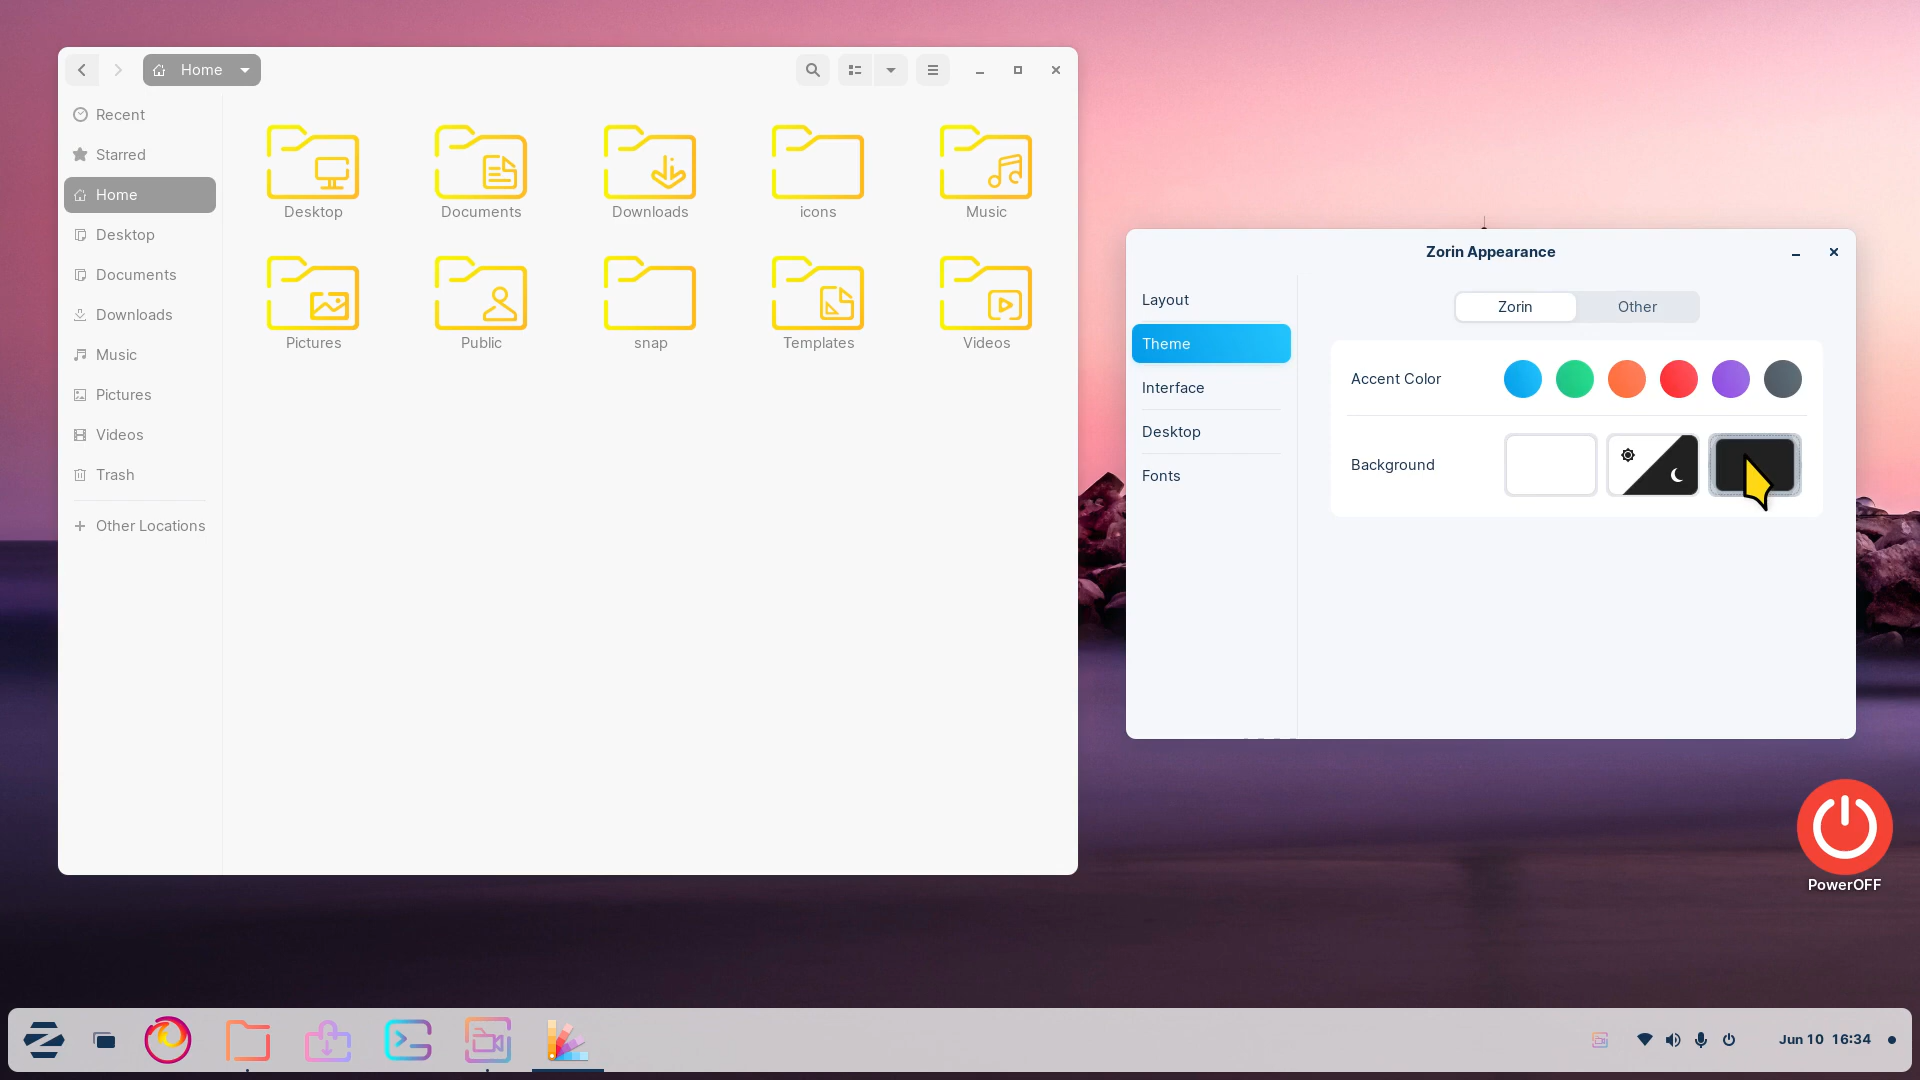 Home
Recent
Starred
Home
Desktop
Documents
Downloads
Music
Pictures
Videos
Trash
Other Locations
Desktop
Documents
Downloads
icons
Music
Pictures
Public
snap
Templates
Videos
Zorin Appearance
Layout
Theme
Interface
Desktop
Fonts
Zorin
Other
Accent Color
Background
PowerOFF
Jun 10 16:34